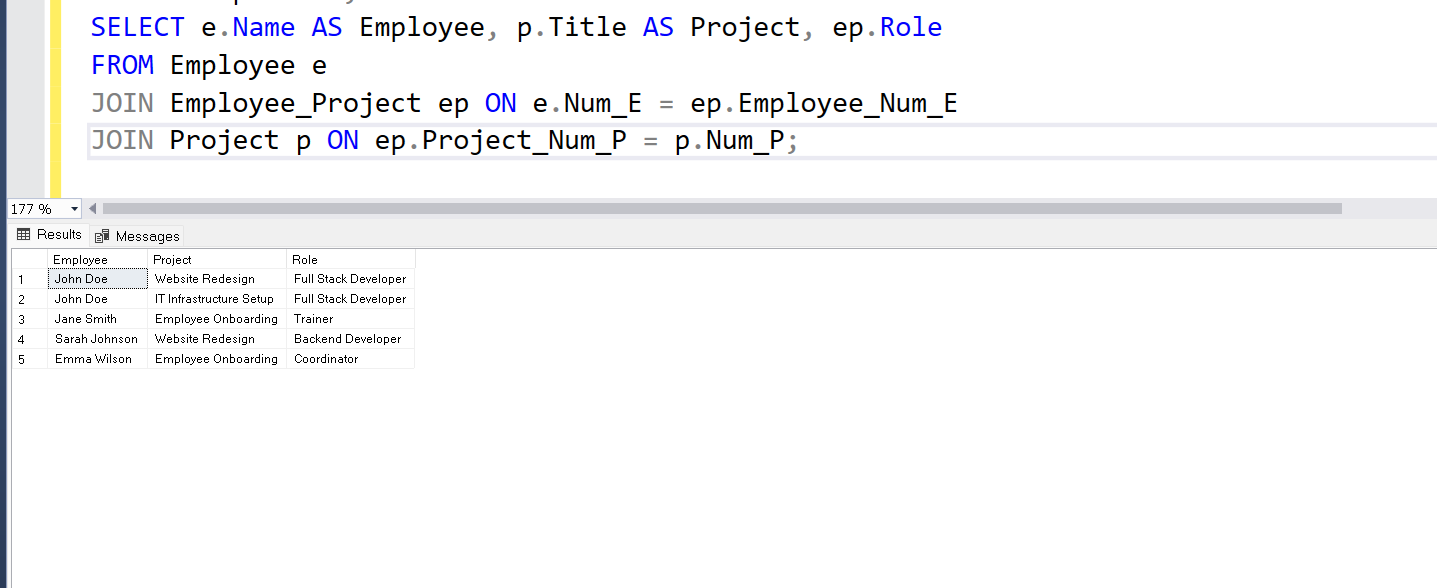 SELECT e.Name AS Employee, p.Title AS Project, ep.Role
FROM Employee e
JOIN Employee_Project ep ON e.Num_E = ep.Employee_Num_E
JOIN Project p ON ep.Project_Num_P = p.Num_P;
177 %
Results Messages
Employee Project Role
1 John Doe Website Redesign Full Stack Developer
2 John Doe IT Infrastructure Setup Full Stack Developer
3 Jane Smith Employee Onboarding Trainer
4 Sarah Johnson Website Redesign Backend Developer
5 Emma Wilson Employee Onboarding Coordinator